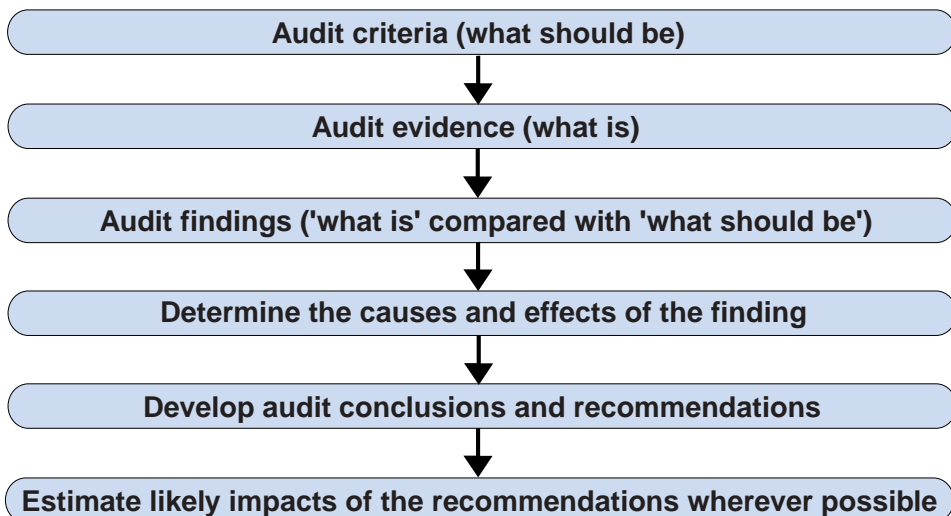 Audit criteria (what should be)
Audit evidence (what is)
Audit findings ('what is' compared with 'what should be')
Determine the causes and effects of the finding
Develop audit conclusions and recommendations
Estimate likely impacts of the recommendations wherever possible